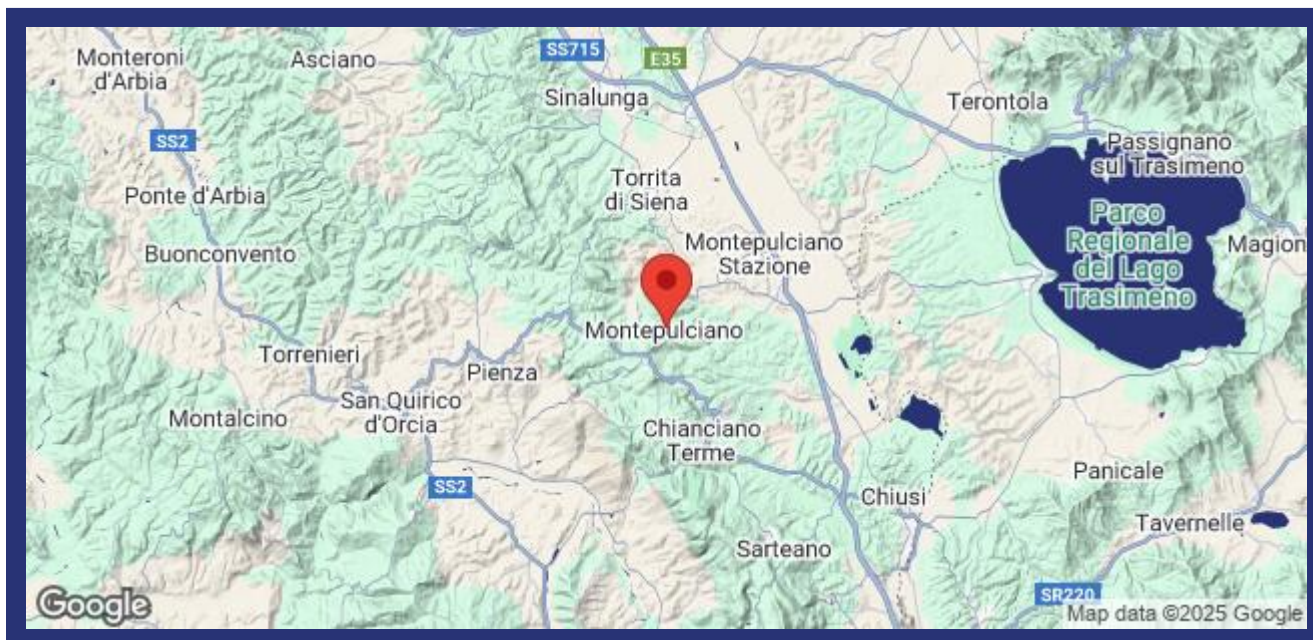 Monteroni
d'Arbia
Asciano
SS715
E35
Sinalunga
Terontola
SS2
Passignano
sul Trasimeno
Ponte d'Arbia
Torrita
di Siena
Parco
Regionale
del Lago
Trasimeno
Buonconvento
Montepulciano
Stazione
Magion
Montepulciano
Torrenieri
Pienza
San Quirico
d'Orcia
Montalcino
Chianciano
Terme
Panicale
SS2
Chiusi
Tavernelle
Sarteano
SR220
Google
Map data ©2025 Google